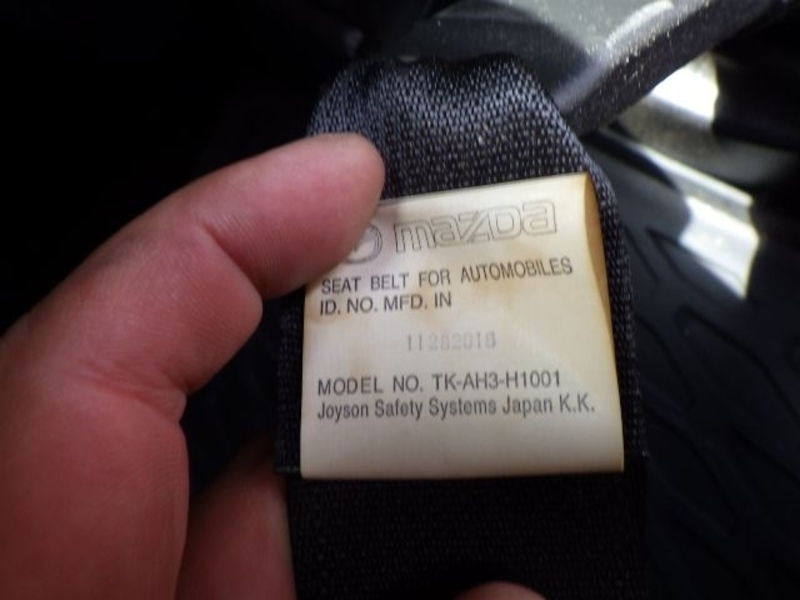 mazda
SEAT BELT FOR AUTOMOBILES
ID. NO. MFD. IN
11282018
MODEL NO. TK-AH3-H1001
Joyson Safety Systems Japan K.K.